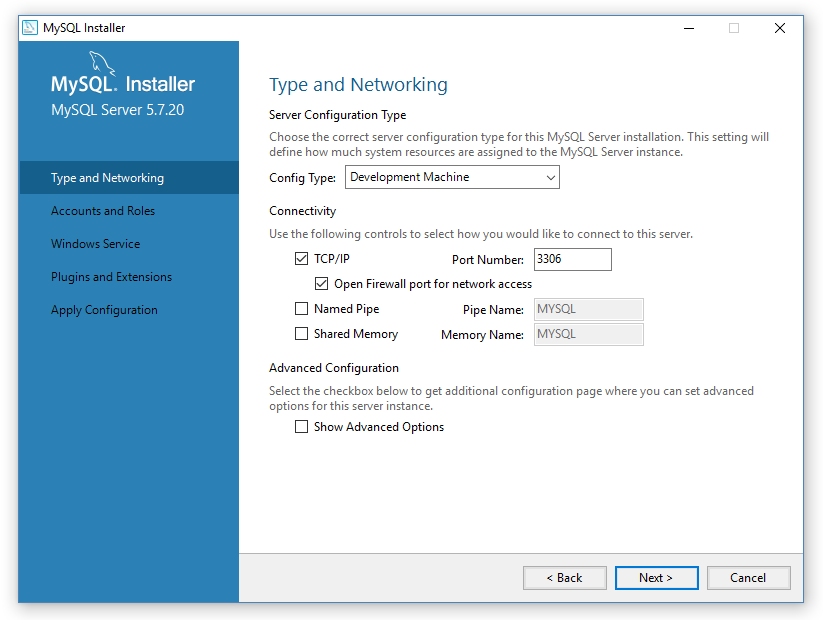 MySQL Installer
MySQL. Installer
MySQL Server 5.7.20
Type and Networking
Accounts and Roles
Windows Service
Plugins and Extensions
Apply Configuration
Type and Networking
Server Configuration Type
Choose the correct server configuration type for this MySQL Server installation. This setting will
define how much system resources are assigned to the MySQL Server instance.
Config Type: Development Machine
Connectivity
Use the following controls to select how you would like to connect to this server.
TCP/IP Port Number: 3306
Open Firewall port for network access
Named Pipe Pipe Name: MYSQL
Shared Memory Memory Name: MYSQL
Advanced Configuration
Select the checkbox below to get additional configuration page where you can set advanced
options for this server instance.
Show Advanced Options
< Back Next > Cancel